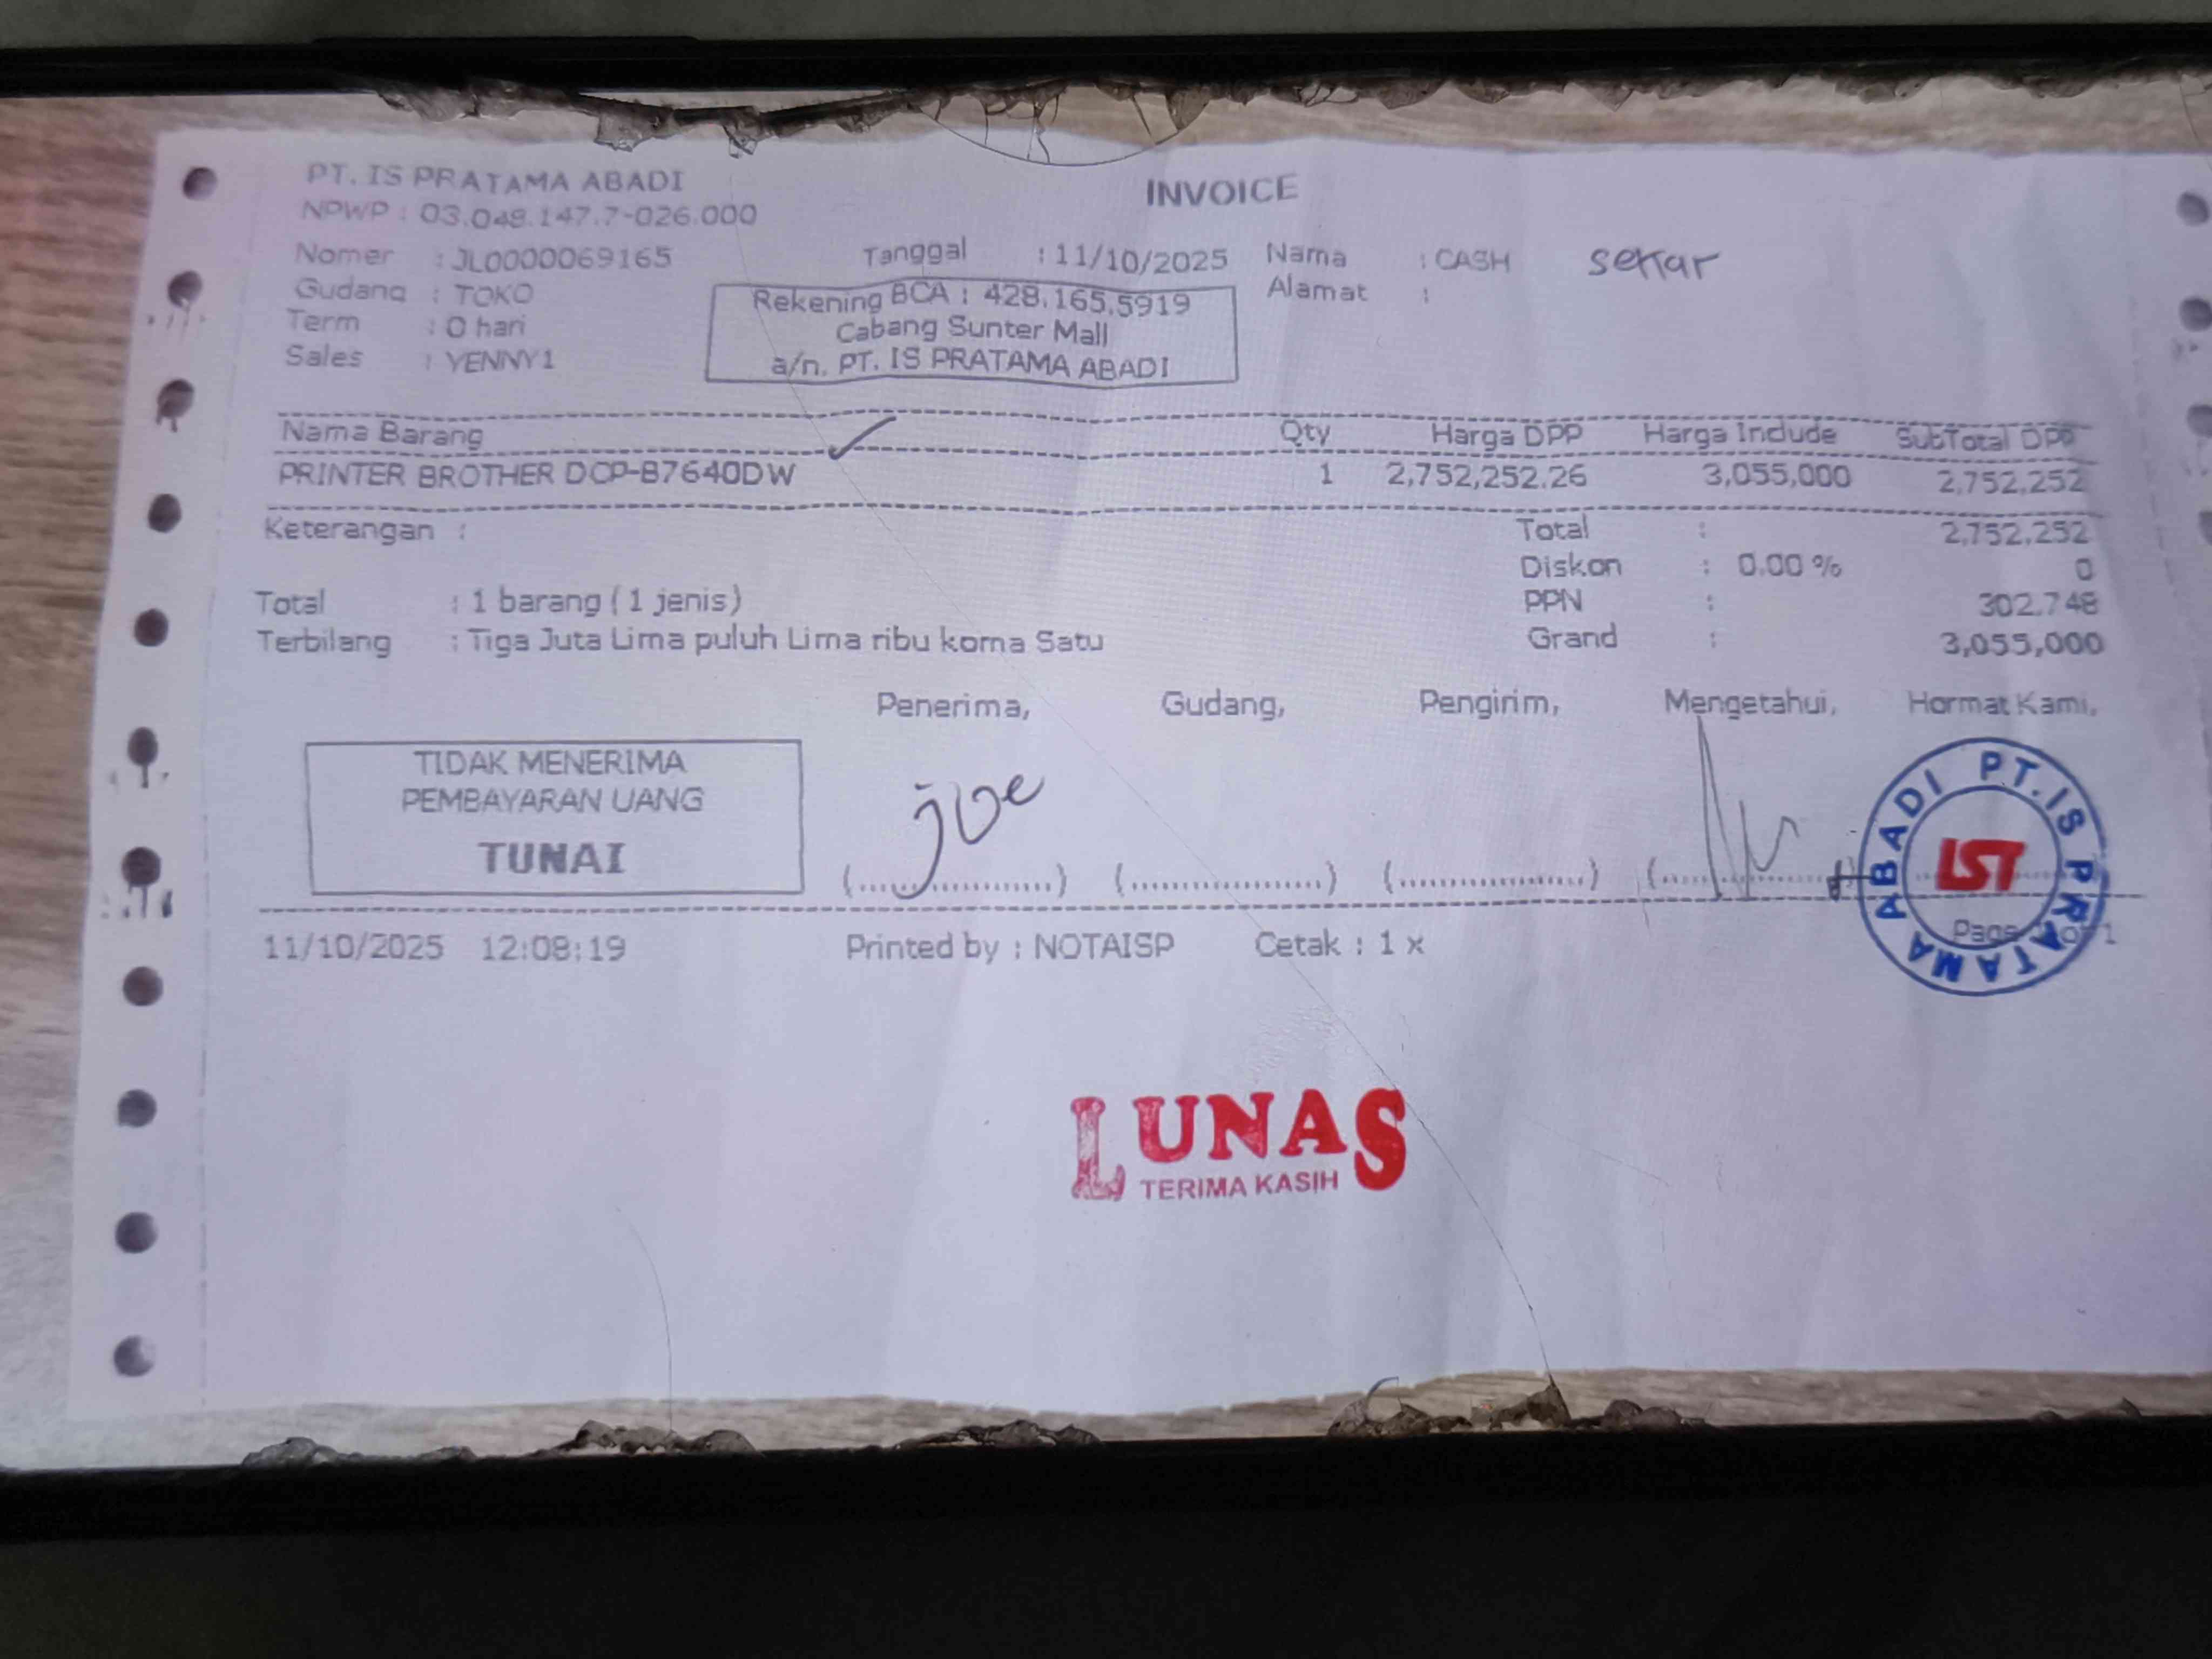 PT. IS PRATAMA ABADI
INVOICE
NPWP : 03.048.147.7-026.000
Nomer : JL0000069165 Tanggal : 11/10/2025 Nama : CASH sekar
Gudang : TOKO Rekening BCA : 428.165.5919 Alamat :
Term : 0 hari Cabang Sunter Mall
Sales : YENNY1 a/n. PT. IS PRATAMA ABADI
Nama Barang Qty Harga DPP Harga Include SubTotal DPP
PRINTER BROTHER DCP-B7640DW 1 2,752,252.26 3,055,000 2,752,252
Keterangan : Total : 2,752,252
Diskon : 0.00 % 0
Total : 1 barang ( 1 jenis ) PPN : 302.748
Terbilang : Tiga Juta Lima puluh Lima ribu koma Satu Grand : 3,055,000
Penerima, Gudang, Pengirim, Mengetahui, Hormat Kami,
TIDAK MENERIMA
PEMBAYARAN UANG
TUNAI
joe
PT. IS PRATAMA ABADI
IST
11/10/2025 12:08:19 Printed by : NOTAISP Cetak : 1 x Page 1
LUNAS
TERIMA KASIH